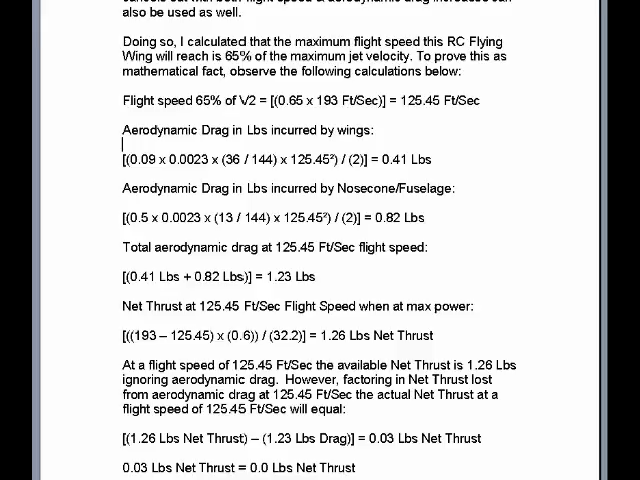 cancels out with both flight speed & aerodynamic drag increases can
also be used as well.
Doing so, I calculated that the maximum flight speed this RC Flying
Wing will reach is 65% of the maximum jet velocity. To prove this as
mathematical fact, observe the following calculations below:
Flight speed 65% of V2 = [(0.65 x 193 Ft/Sec)] = 125.45 Ft/Sec
Aerodynamic Drag in Lbs incurred by wings:
[(0.09 x 0.0023 x (36 / 144) x 125.45²) / (2)] = 0.41 Lbs
Aerodynamic Drag in Lbs incurred by Nosecone/Fuselage:
[(0.5 x 0.0023 x (13 / 144) x 125.45²) / (2)] = 0.82 Lbs
Total aerodynamic drag at 125.45 Ft/Sec flight speed:
[(0.41 Lbs + 0.82 Lbs)] = 1.23 Lbs
Net Thrust at 125.45 Ft/Sec Flight Speed when at max power:
[((193 – 125.45) x (0.6)) / (32.2)] = 1.26 Lbs Net Thrust
At a flight speed of 125.45 Ft/Sec the available Net Thrust is 1.26 Lbs
ignoring aerodynamic drag. However, factoring in Net Thrust lost
from aerodynamic drag at 125.45 Ft/Sec the actual Net Thrust at a
flight speed of 125.45 Ft/Sec will equal:
[(1.26 Lbs Net Thrust) – (1.23 Lbs Drag)] = 0.03 Lbs Net Thrust
0.03 Lbs Net Thrust = 0.0 Lbs Net Thrust